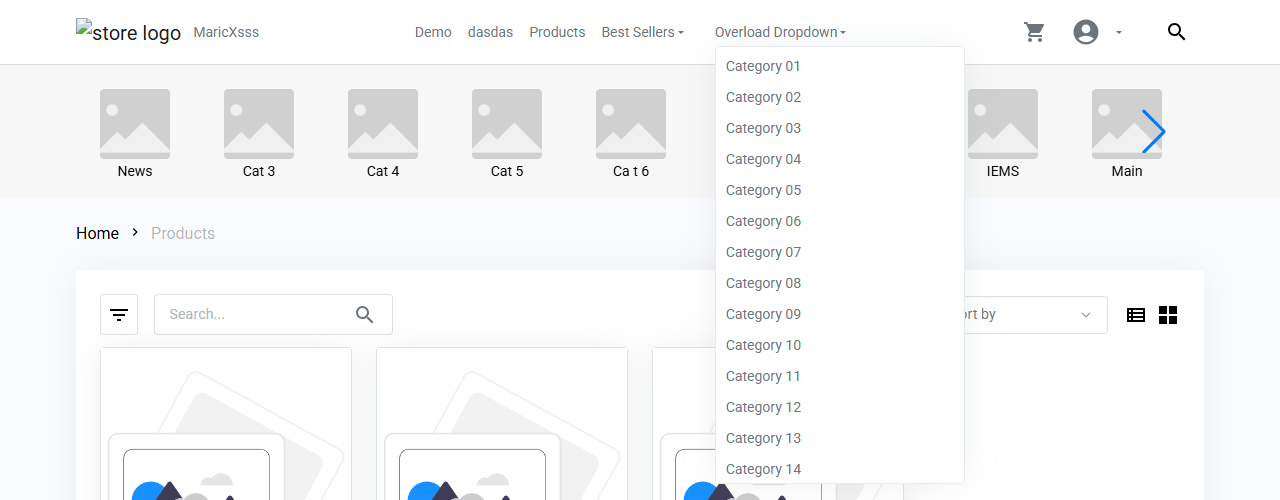 store logo MaricXsss Demo dasdas Products Best Sellers Overload Dropdown
Category 01
Category 02
Category 03
Category 04
Category 05
Category 06
Category 07
Category 08
Category 09
Category 10
Category 11
Category 12
Category 13
Category 14
News Cat 3 Cat 4 Cat 5 Ca t 6 IEMS Main
Home > Products
Search... ort by